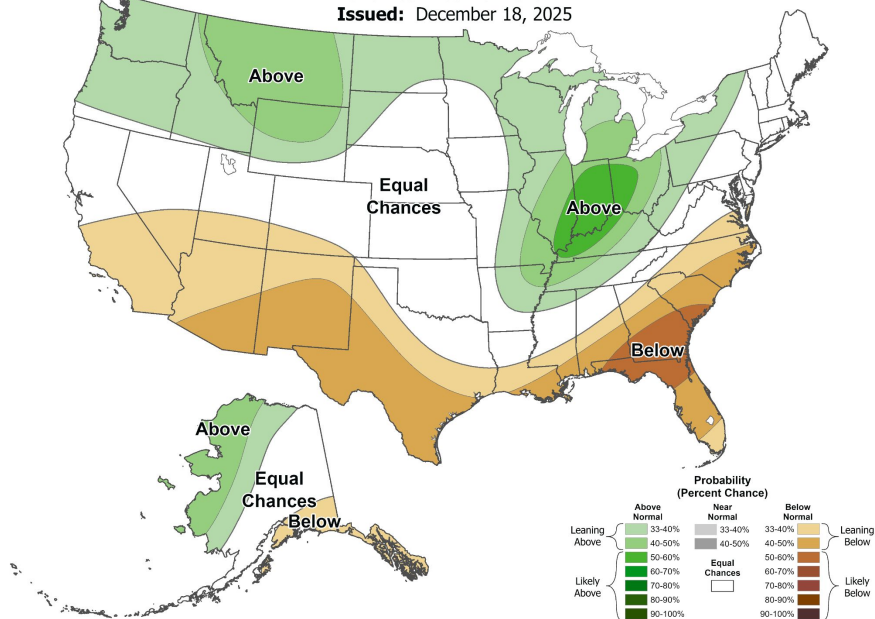 Issued: December 18, 2025
Above
Equal
Chances
Above
Below
Above
Equal
Chances
Below
Probability
(Percent Chance)
Above
Normal
Near
Normal
Below
Normal
Leaning
Above
33-40%
33-40%
33-40%
Leaning
Below
40-50%
40-50%
40-50%
Likely
Above
50-60%
Equal
Chances
50-60%
Likely
Below
60-70%
60-70%
70-80%
70-80%
80-90%
80-90%
90-100%
90-100%